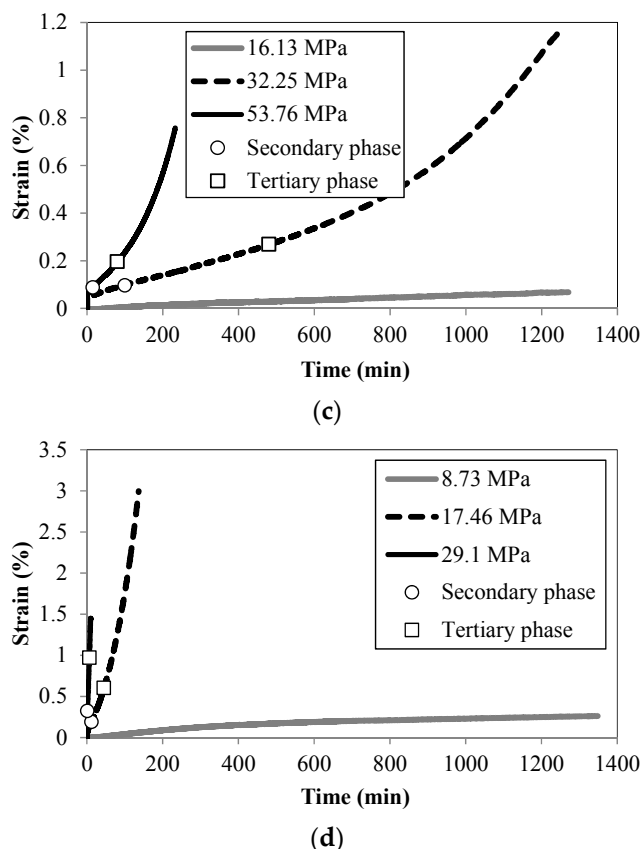 1.2
1
0.8
0.6
0.4
0.2
0
Strain (%)
16.13 MPa
32.25 MPa
53.76 MPa
Secondary phase
Tertiary phase
0 200 400 600 800 1000 1200 1400
Time (min)
(c)
3.5
3
2.5
2
1.5
1
0.5
0
Strain (%)
8.73 MPa
17.46 MPa
29.1 MPa
Secondary phase
Tertiary phase
0 200 400 600 800 1000 1200 1400
Time (min)
(d)